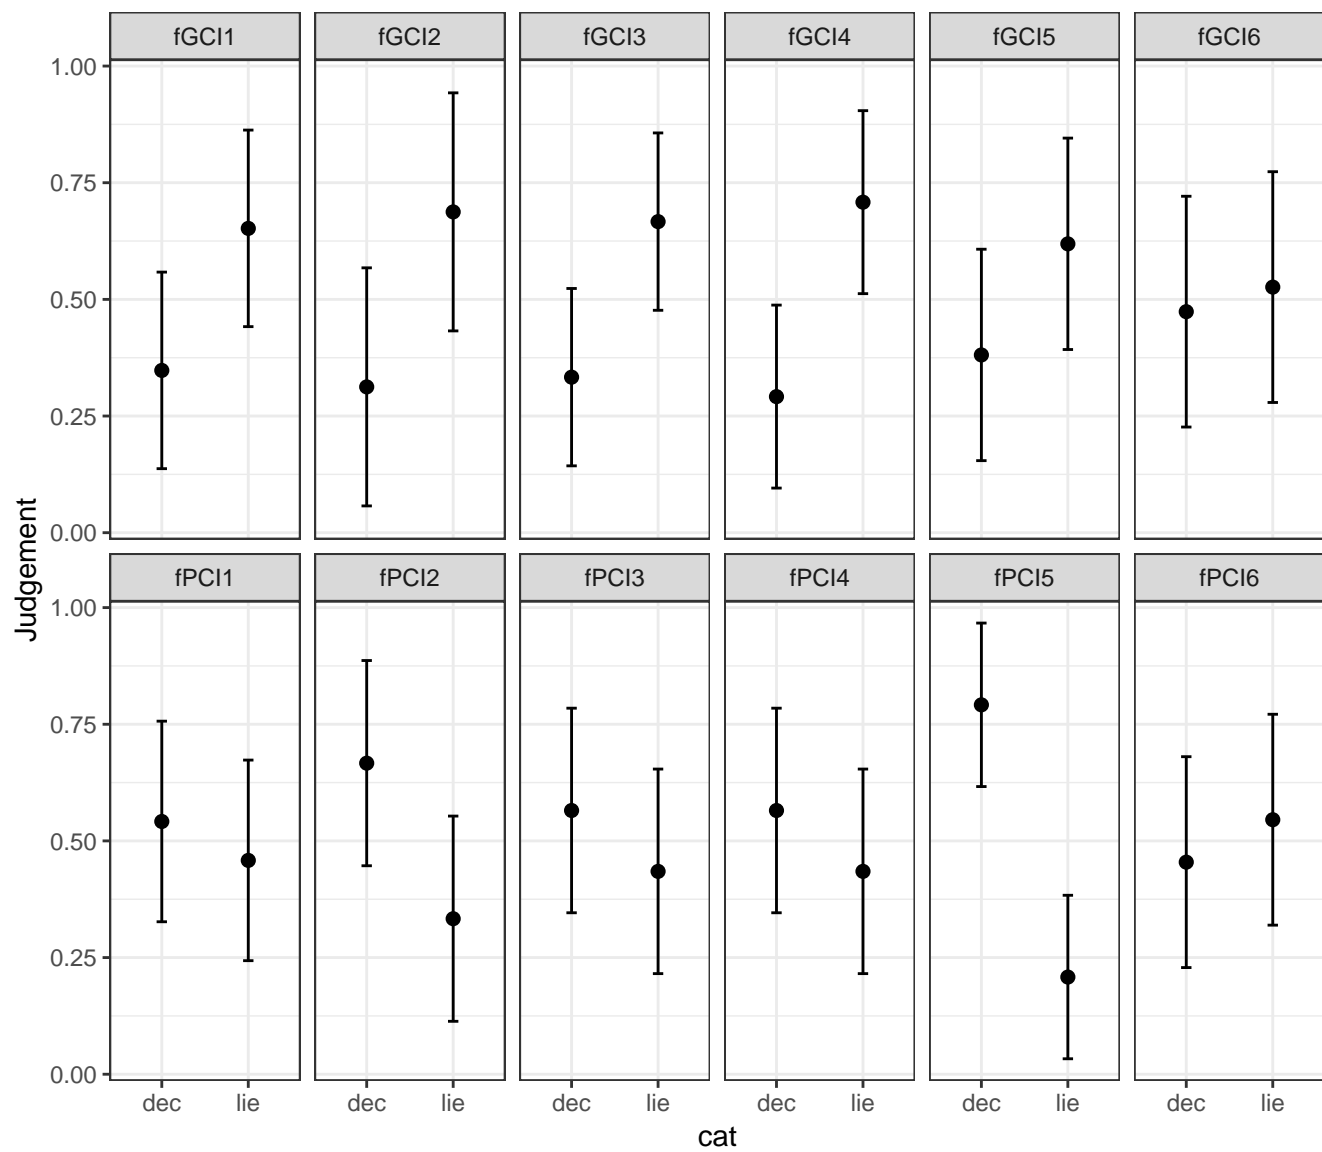 fGCI1 fGCI2 fGCI3 fGCI4 fGCI5 fGCI6
1.00
0.75
0.50
0.25
0.00
Judgement
fPCI1 fPCI2 fPCI3 fPCI4 fPCI5 fPCI6
1.00
0.75
0.50
0.25
0.00
dec lie dec lie dec lie dec lie dec lie dec lie
cat